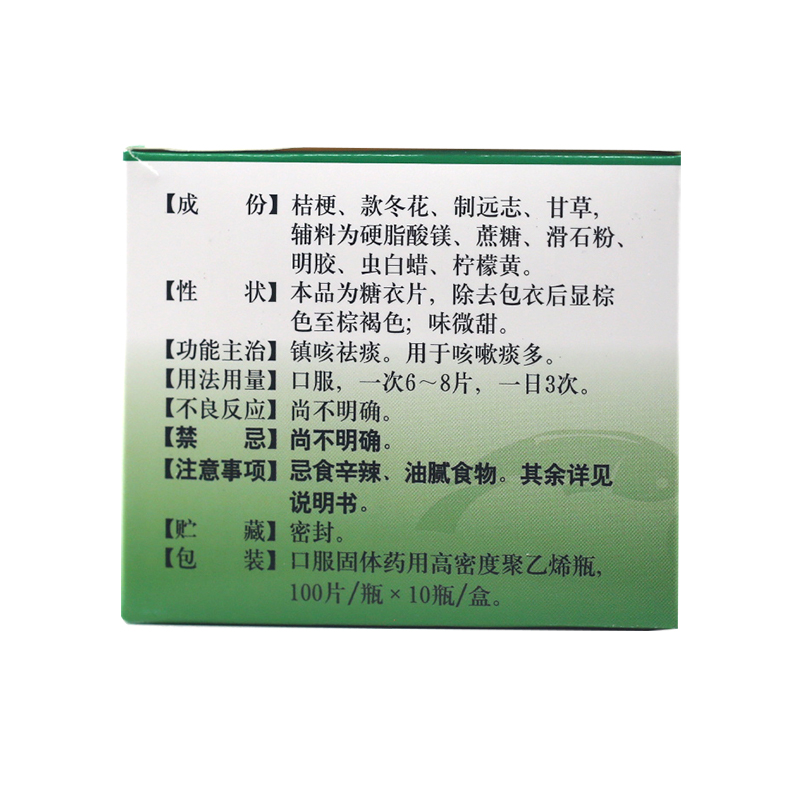 【成　份】桔梗、款冬花、制远志、甘草，
辅料为硬脂酸镁、蔗糖、滑石粉、
明胶、虫白蜡、柠檬黄。
【性　状】本品为糖衣片，除去包衣后显棕
色至棕褐色；味微甜。
【功能主治】镇咳祛痰。用于咳嗽痰多。
【用法用量】口服，一次6～8片，一日3次。
【不良反应】尚不明确。
【禁　忌】尚不明确。
【注意事项】忌食辛辣、油腻食物。其余详见
说明书。
【贮　藏】密封。
【包　装】口服固体药用高密度聚乙烯瓶，
100片/瓶×10瓶/盒。